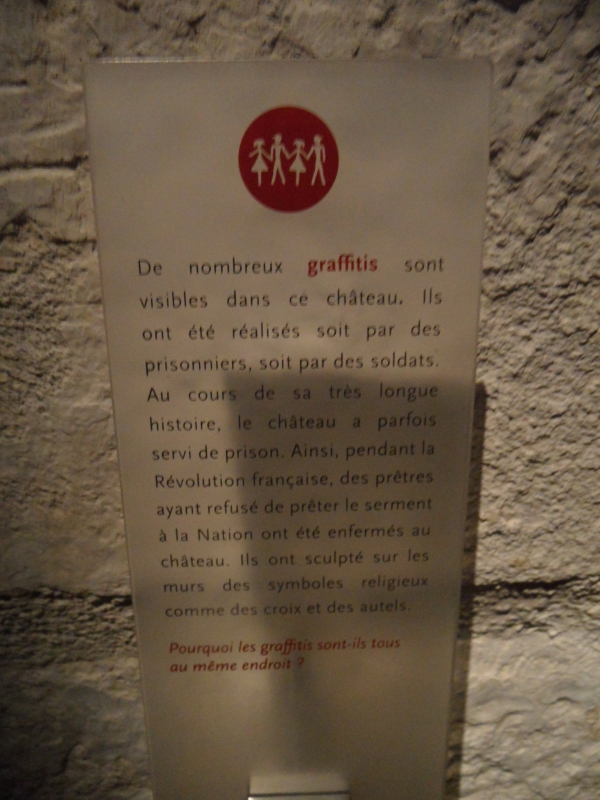 De nombreux graffitis sont
visibles dans ce château. Ils
ont été réalisés soit par des
prisonniers, soit par des soldats.
Au cours de sa très longue
histoire, le château a parfois
servi de prison. Ainsi, pendant la
Révolution française, des prêtres
ayant refusé de prêter le serment
à la Nation ont été enfermés au
château. Ils ont sculpté sur les
murs des symboles religieux
comme des croix et des autels.
Pourquoi les graffitis sont-ils tous
au même endroit ?